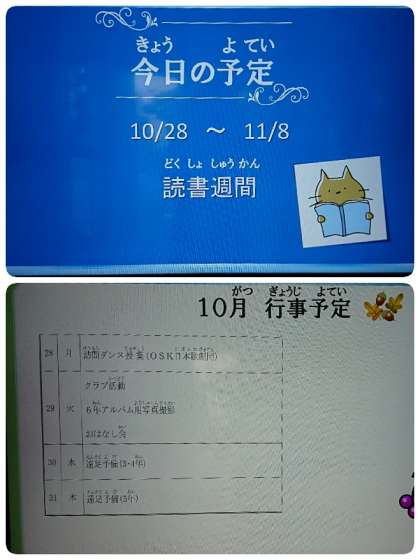 きょう よてい
今日の予定
10/28 ～ 11/8
どくしょしゅうかん
読書週間
がつ ぎょうじ よてい
10月 行事予定
28 月 訪問ダンス授業(OSK日本歌劇団)
クラブ活動
29 火 6年アルバム用写真撮影
おはなし会
30 水 遠足予備(3・4年)
31 木 遠足予備(5年)